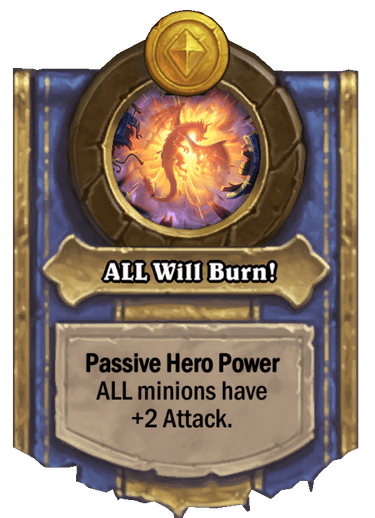 ALL Will Burn!
Passive Hero Power
ALL minions have
+2 Attack.